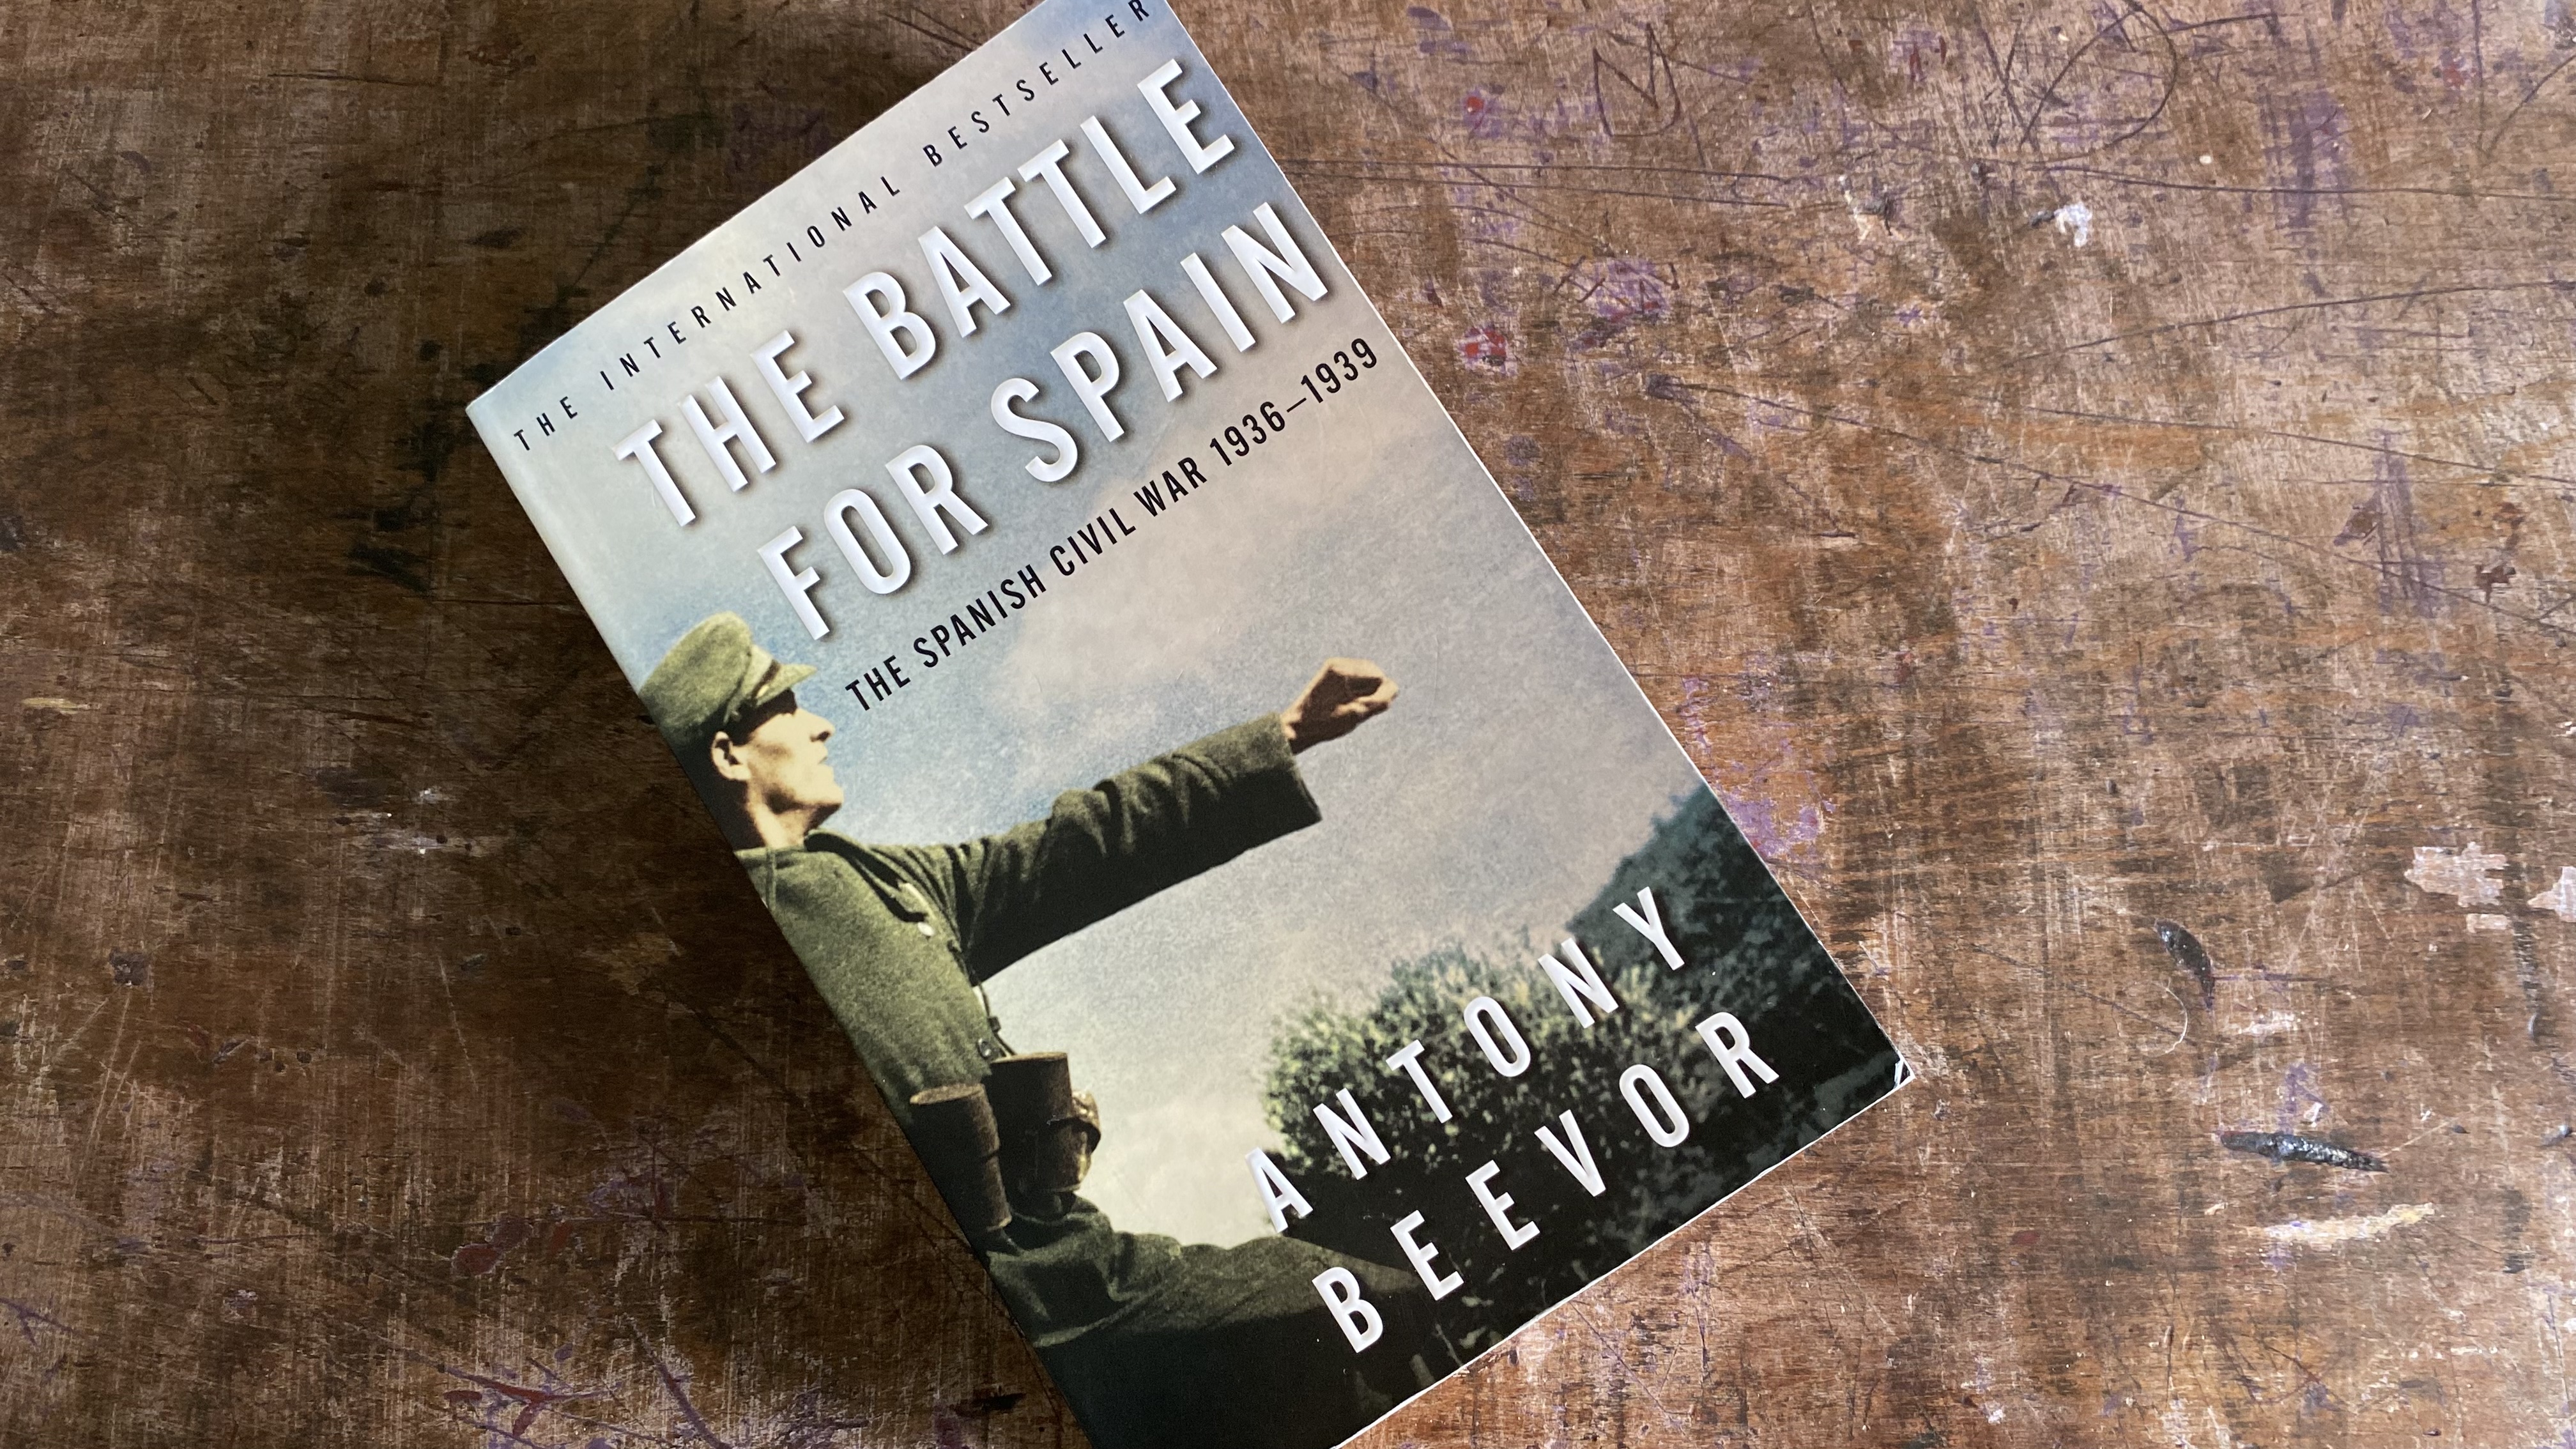 THE INTERNATIONAL BESTSELLER
THE BATTLE
FOR SPAIN
THE SPANISH CIVIL WAR 1936–1939
ANTONY
BEEVOR